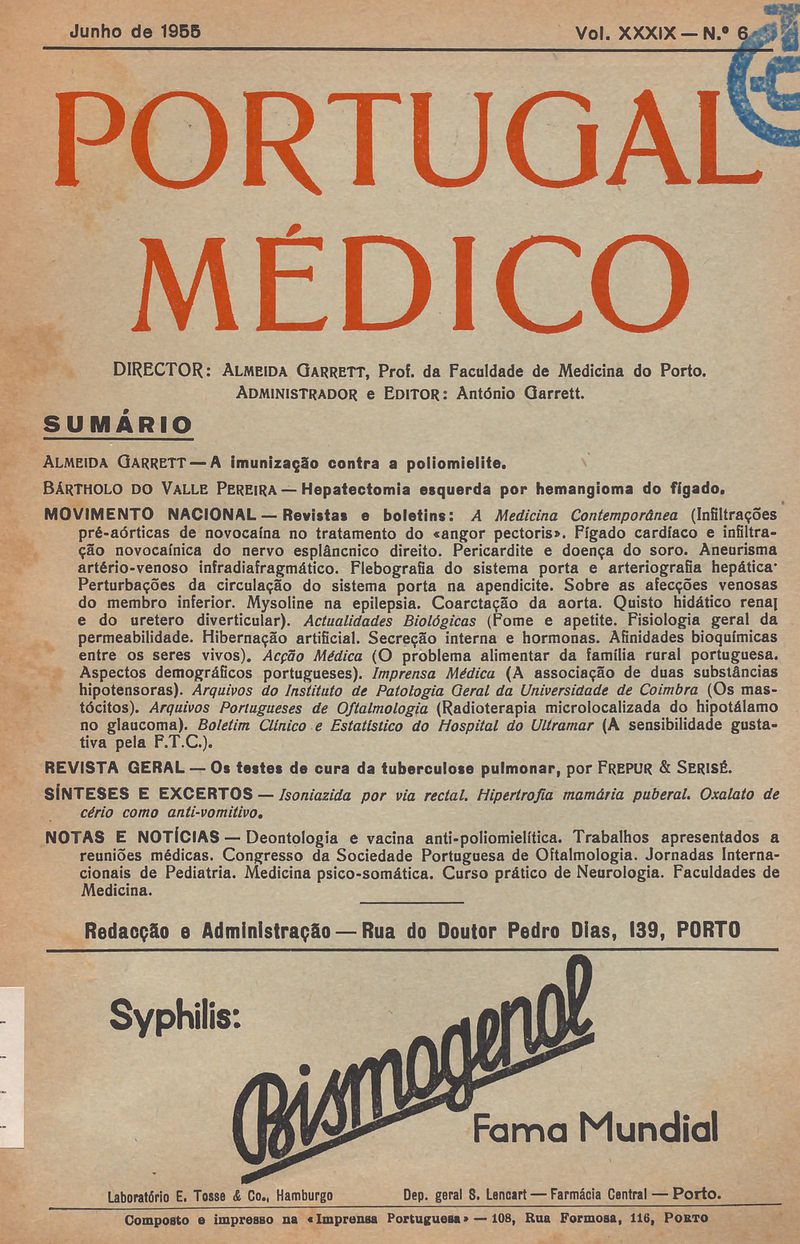 Junho de 1955 Vol. XXXIX — N.º 6
PORTUGAL
MÉDICO
DIRECTOR: ALMEIDA GARRETT, Prof. da Faculdade de Medicina do Porto.
ADMINISTRADOR e EDITOR: António Garrett.
SUMÁRIO
ALMEIDA GARRETT — A imunização contra a poliomielite.
BÁRTHOLO DO VALLE PEREIRA — Hepatectomia esquerda por hemangioma do fígado.
MOVIMENTO NACIONAL — Revistas e boletins: A Medicina Contemporânea (Infiltrações
pré-aórticas de novocaína no tratamento do «angor pectoris». Fígado cardíaco e infiltra-
ção novocaínica do nervo esplâncnico direito. Pericardite e doença do soro. Aneurisma
artério-venoso infradiafragmático. Flebografia do sistema porta e arteriografia hepática·
Perturbações da circulação do sistema porta na apendicite. Sobre as afecções venosas
do membro inferior. Mysoline na epilepsia. Coarctação da aorta. Quisto hidático renal
e do uretero diverticular). Actualidades Biológicas (Fome e apetite. Fisiologia geral da
permeabilidade. Hibernação artificial. Secreção interna e hormonas. Afinidades bioquímicas
entre os seres vivos). Acção Médica (O problema alimentar da família rural portuguesa.
Aspectos demográficos portugueses). Imprensa Médica (A associação de duas substâncias
hipotensoras). Arquivos do Instituto de Patologia Geral da Universidade de Coimbra (Os mas-
tócitos). Arquivos Portugueses de Oftalmologia (Radioterapia microlocalizada do hipotálamo
no glaucoma). Boletim Clínico e Estatístico do Hospital do Ultramar (A sensibilidade gusta-
tiva pela F.T.C.).
REVISTA GERAL — Os testes de cura da tuberculose pulmonar, por FREPUR & SERISÉ.
SÍNTESES E EXCERTOS — Isoniazida por via rectal. Hipertrofia mamária puberal. Oxalato de
cério como anti-vomitivo.
NOTAS E NOTÍCIAS — Deontologia e vacina anti-poliomielítica. Trabalhos apresentados a
reuniões médicas. Congresso da Sociedade Portuguesa de Oftalmologia. Jornadas Interna-
cionais de Pediatria. Medicina psico-somática. Curso prático de Neurologia. Faculdades de
Medicina.
Redacção e Administração — Rua do Doutor Pedro Dias, 139, PORTO
Syphilis:
Bismogenol
Fama Mundial
Laboratório E. Tosse & Co., Hamburgo Dep. geral S. Lencart — Farmácia Central — Porto.
Composto e impresso na «Imprensa Portuguesa» — 108, Rua Formosa, 116, PORTO